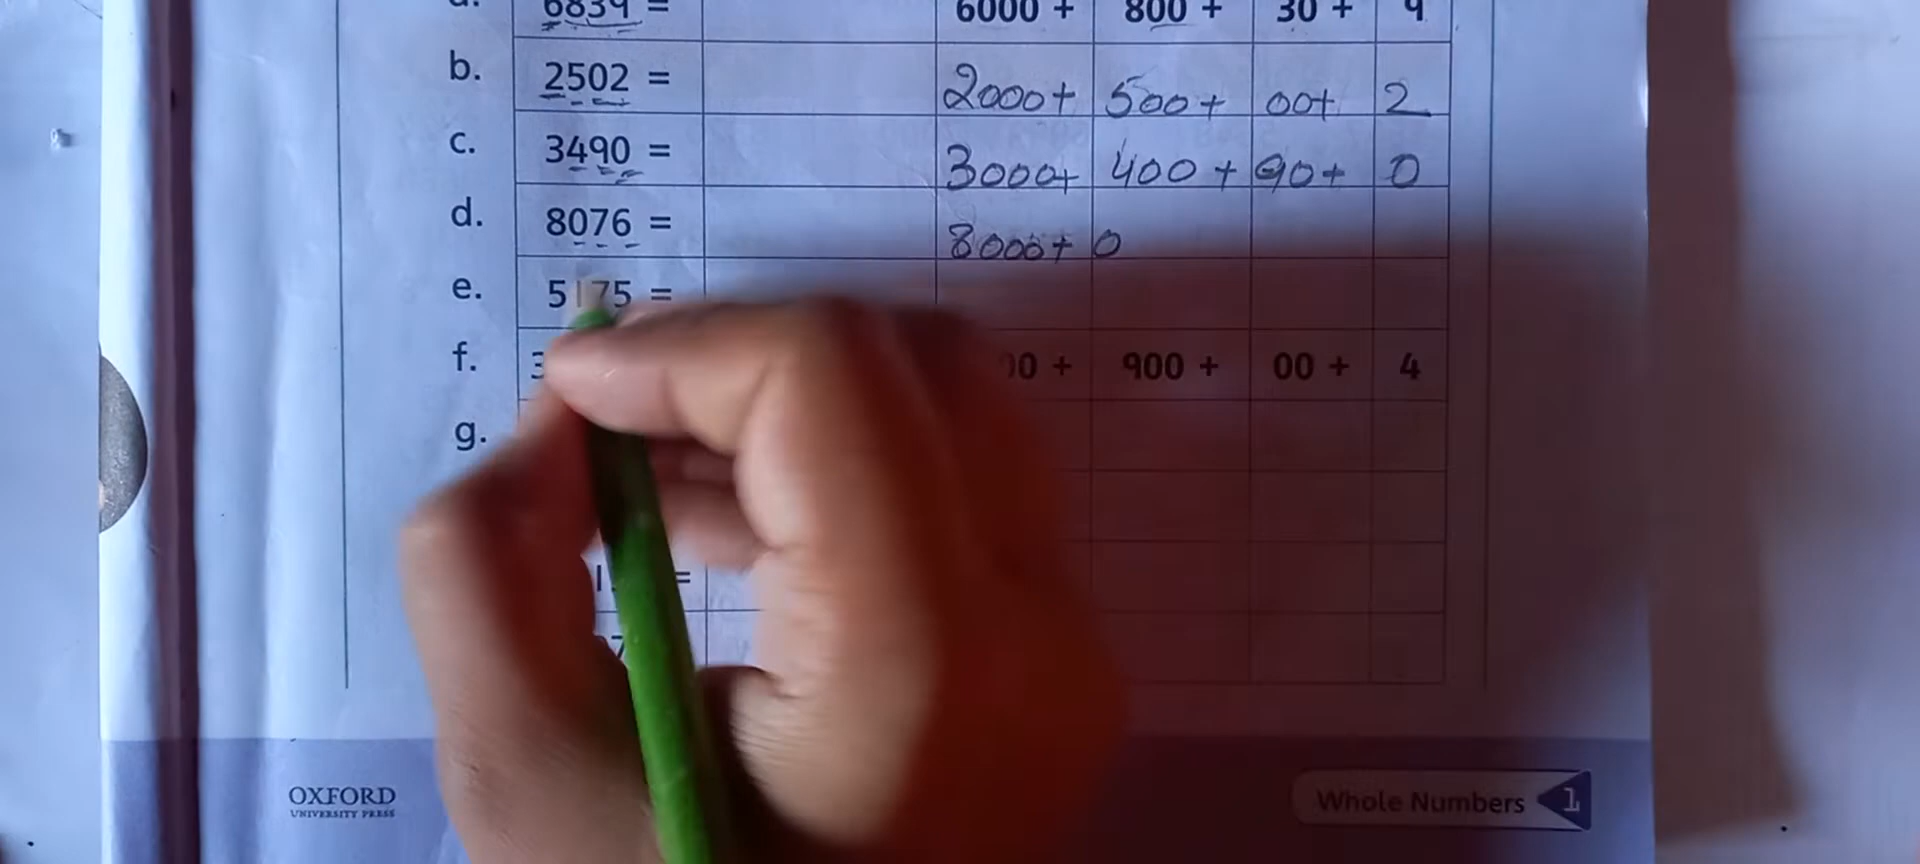 6839 = 6000 + 800 + 30 + 9
b. 2502 = 2000+ 500+ 00+ 2
c. 3490 = 3000+ 400+ 90+ 0
d. 8076 = 8000+ 0
e. 5175 =
f. 900 + 00 + 4
g.
=
OXFORD
UNIVERSITY PRESS
Whole Numbers 1